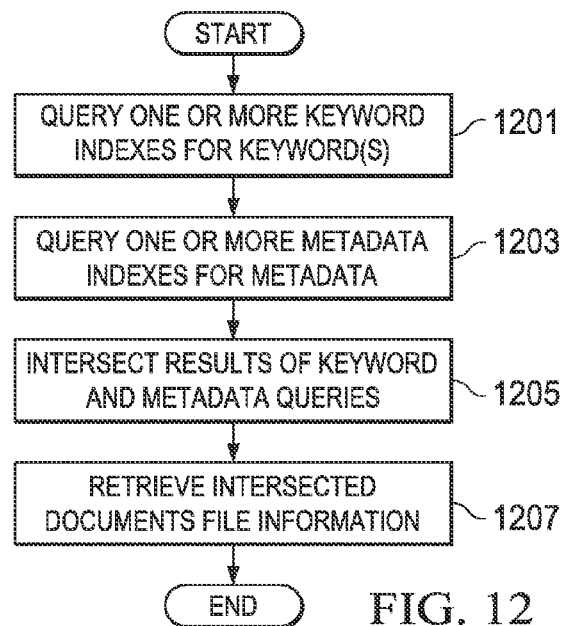 START
QUERY ONE OR MORE KEYWORD
INDEXES FOR KEYWORD(S)
1201
QUERY ONE OR MORE METADATA
INDEXES FOR METADATA
1203
INTERSECT RESULTS OF KEYWORD
AND METADATA QUERIES
1205
RETRIEVE INTERSECTED
DOCUMENTS FILE INFORMATION
1207
END
FIG. 12